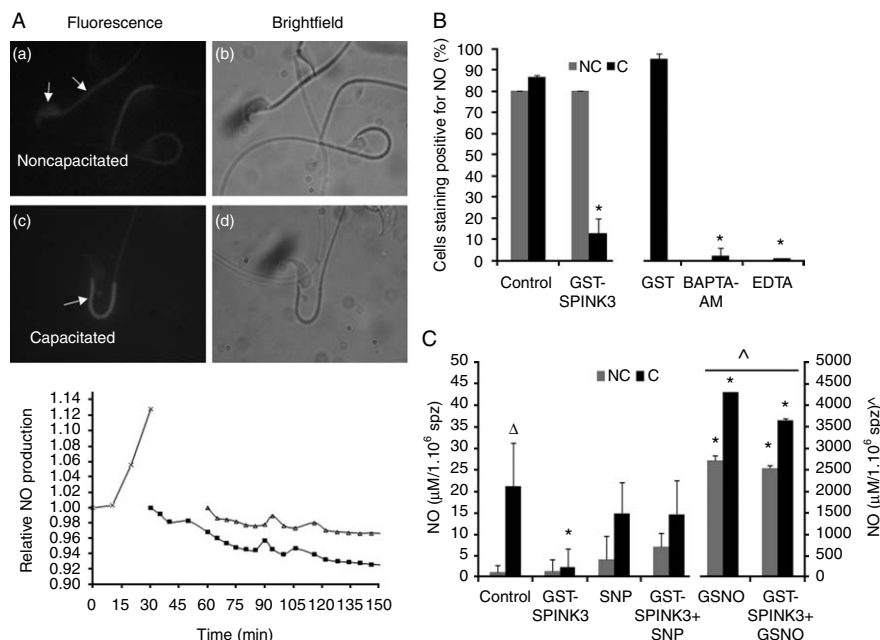 A
Fluorescence
Brightfield
(a)
(b)
Noncapacitated
(c)
(d)
Capacitated
Relative NO production
1.14
1.12
1.10
1.08
1.06
1.04
1.02
1.00
0.98
0.96
0.94
0.92
0.90
0 15 30 45 60 75 90 105 120 135 150
Time (min)
B
Cells staining positive for NO (%)
100
90
80
70
60
50
40
30
20
10
0
NC C
*
*
*
Control
GST-
SPINK3
GST
BAPTA-
AM
EDTA
C
NO (μM/1.10⁶ spz)
50
45
40
35
30
25
20
15
10
5
0
NC C
Δ
*
^
*
*
*
*
5000
4500
4000
3500
3000
2500
2000
1500
1000
500
0
NO (μM/1.10⁶ spz)^
Control
GST-
SPINK3
SNP
GST-
SPINK3+
SNP
GSNO
GST-
SPINK3+
GSNO